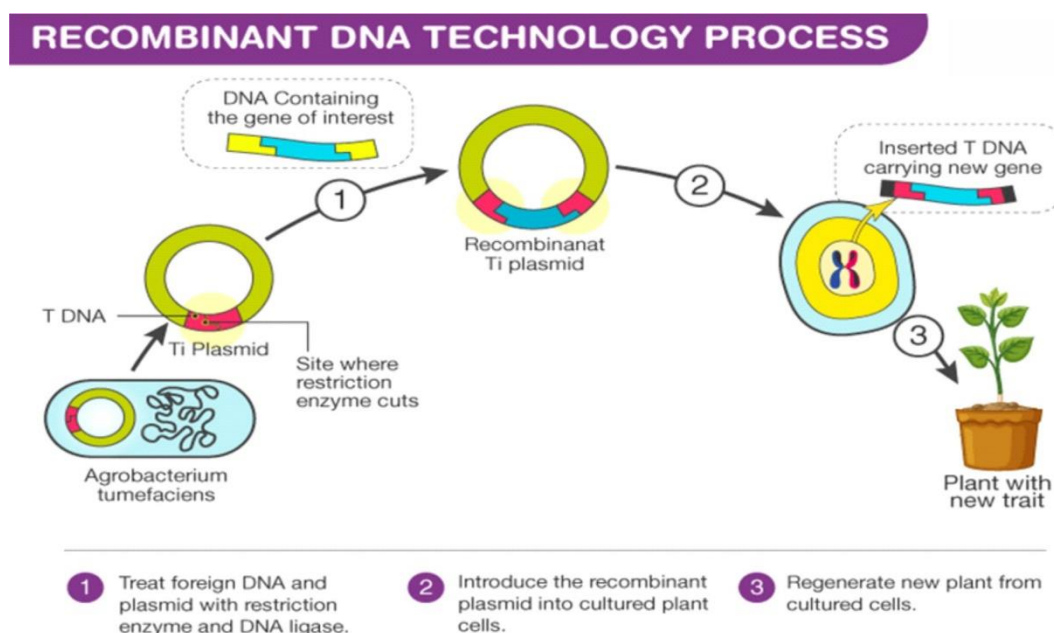 RECOMBINANT DNA TECHNOLOGY PROCESS
DNA Containing
the gene of interest
1
Recombinanat
Ti plasmid
2
Inserted T DNA
carrying new gene
T DNA
Ti Plasmid
Site where
restriction
enzyme cuts
3
Agrobacterium
tumefaciens
Plant with
new trait
1
Treat foreign DNA and
plasmid with restriction
enzyme and DNA ligase.
2
Introduce the recombinant
plasmid into cultured plant
cells.
3
Regenerate new plant from
cultured cells.